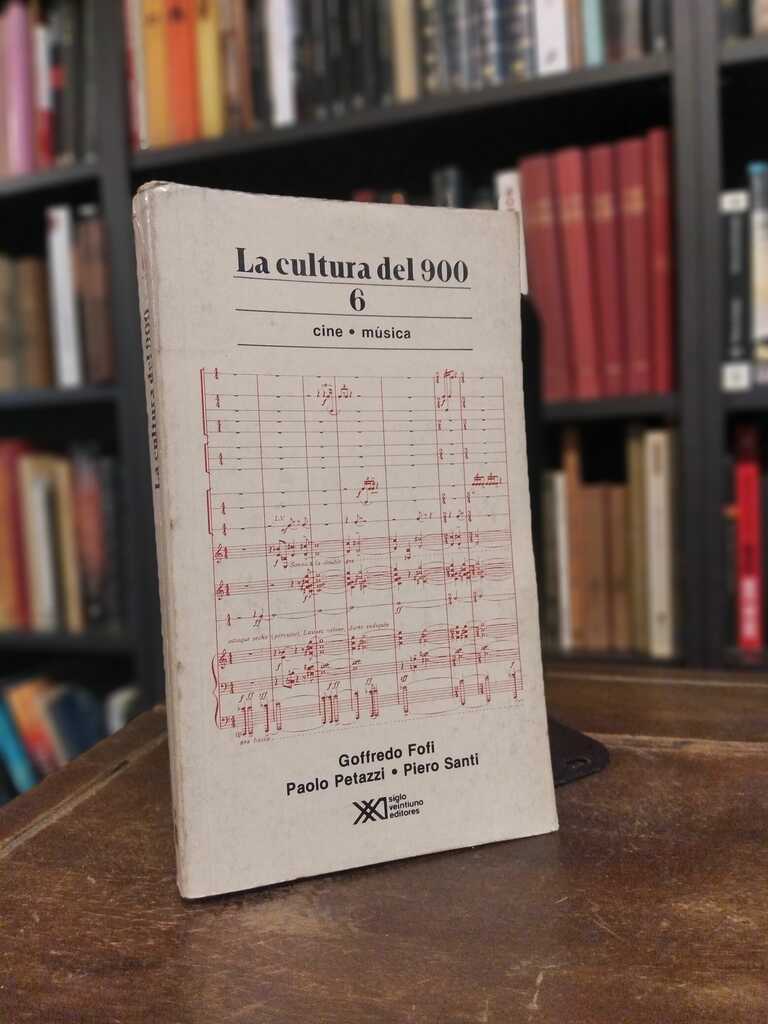 La cultura del 900
6
cine • música
La cultura del 900
L.V.
Goffredo Fofi
Paolo Petazzi • Piero Santi
siglo
veintiuno
editores